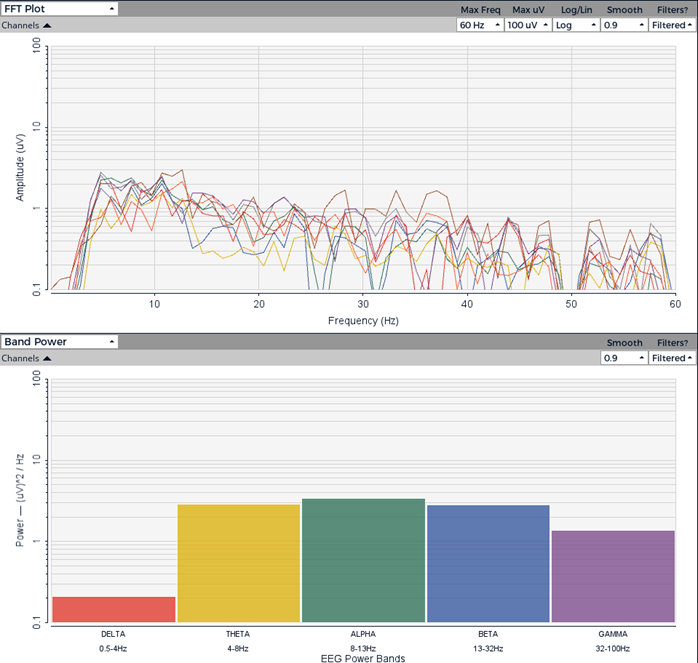 FFT Plot
Max Freq Max uV Log/Lin Smooth Filters?
Channels 60 Hz 100 uV Log 0.9 Filtered
100
10
1
0.1
Amplitude (uV)
10 20 30 40 50 60
Frequency (Hz)
Band Power
Smooth Filters?
Channels 0.9 Filtered
100
10
1
0.1
Power — (uV)^2 / Hz
DELTA THETA ALPHA BETA GAMMA
0.5-4Hz 4-8Hz 8-13Hz 13-32Hz 32-100Hz
EEG Power Bands